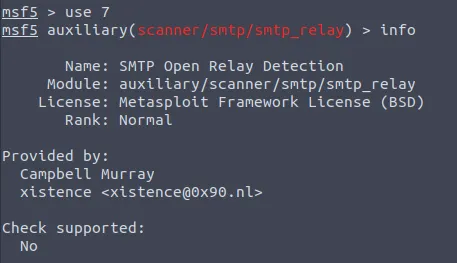 msf5 > use 7
msf5 auxiliary(scanner/smtp/smtp_relay) > info
Name: SMTP Open Relay Detection
Module: auxiliary/scanner/smtp/smtp_relay
License: Metasploit Framework License (BSD)
Rank: Normal
Provided by:
Campbell Murray
xistence <xistence@0x90.nl>
Check supported:
No